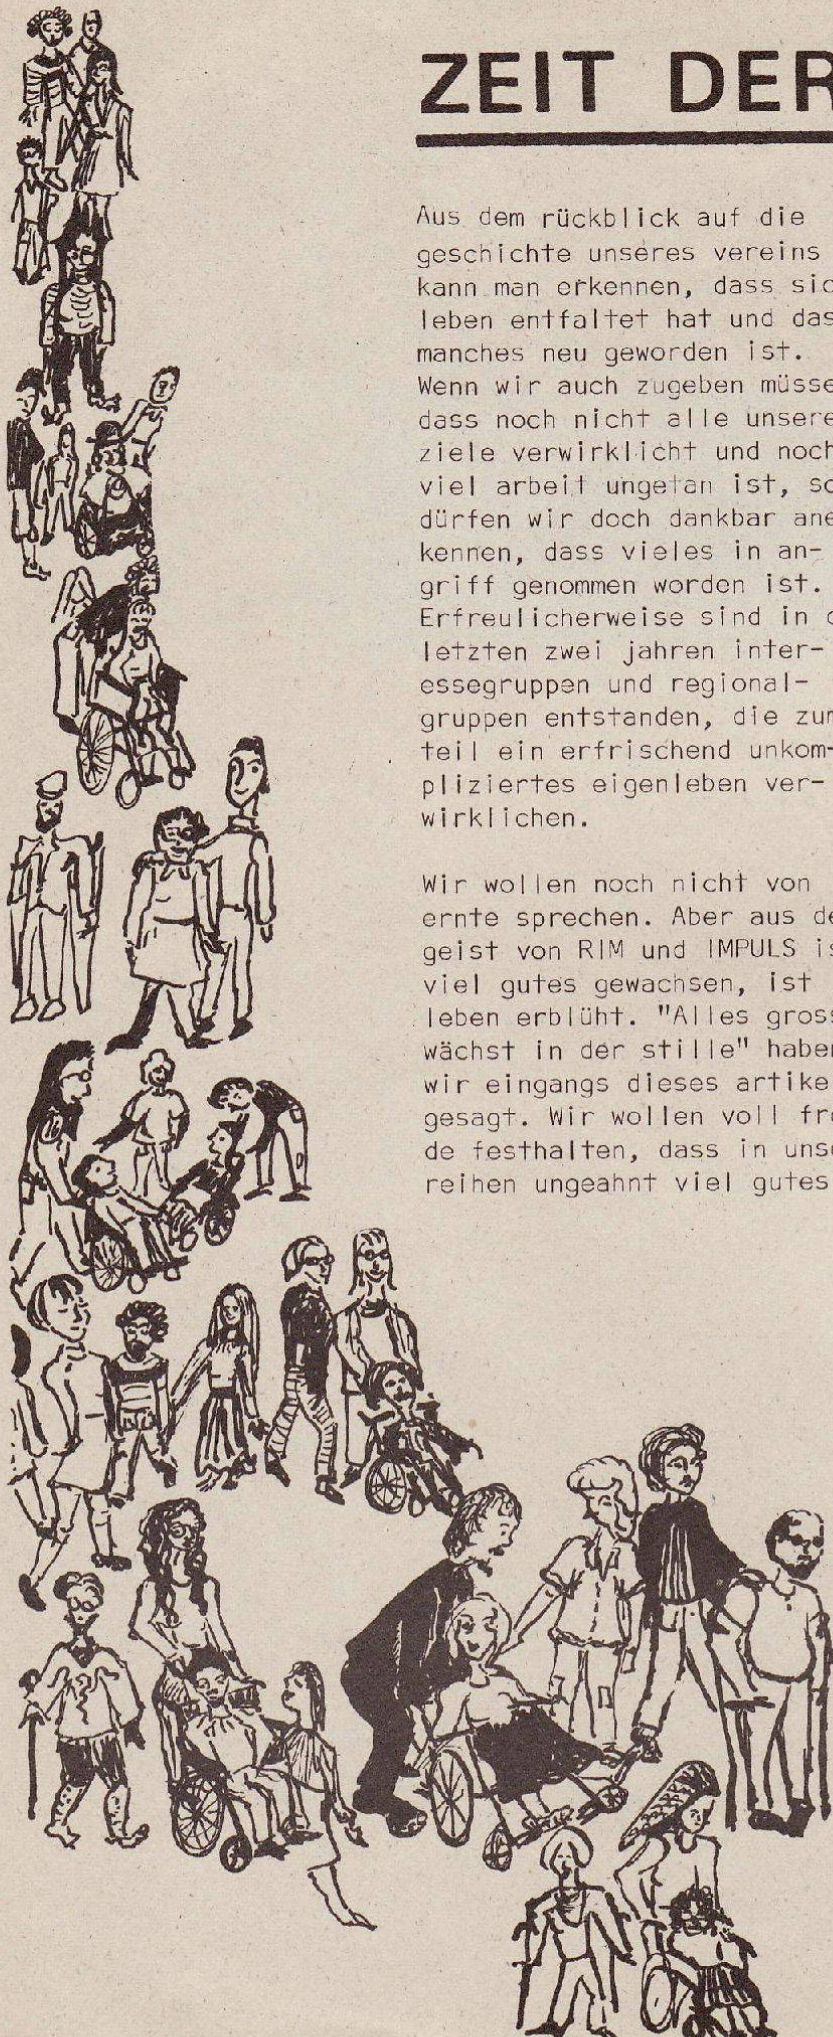 ZEIT DER
Aus dem rückblick auf die
geschichte unseres vereins
kann man erkennen, dass sic
leben entfaltet hat und das
manches neu geworden ist.
Wenn wir auch zugeben müsse
dass noch nicht alle unsere
ziele verwirklicht und noch
viel arbeit ungetan ist, so
dürfen wir doch dankbar ane
kennen, dass vieles in an-
griff genommen worden ist.
Erfreulicherweise sind in d
letzten zwei jahren inter-
essegruppen und regional-
gruppen entstanden, die zum
teil ein erfrischend unkom-
pliziertes eigenleben ver-
wirklichen.
Wir wollen noch nicht von
ernte sprechen. Aber aus de
geist von RIM und IMPULS is
viel gutes gewachsen, ist
leben erblüht. "Alles gross
wächst in der stille" haben
wir eingangs dieses artike
gesagt. Wir wollen voll fre
de festhalten, dass in unse
reihen ungeahnt viel gutes